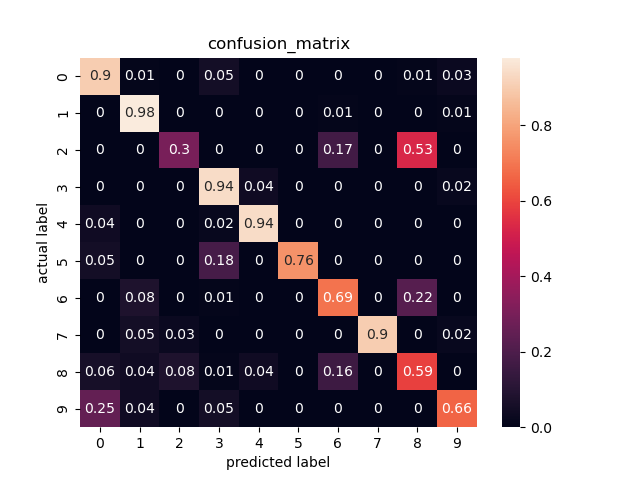 confusion_matrix
0 0.9 0.01 0 0.05 0 0 0 0 0.01 0.03
1 0 0.98 0 0 0 0 0.01 0 0 0.01
2 0 0 0.3 0 0 0 0.17 0 0.53 0
3 0 0 0 0.94 0.04 0 0 0 0 0.02
4 0.04 0 0 0.02 0.94 0 0 0 0 0
5 0.05 0 0 0.18 0 0.76 0 0 0 0
6 0 0.08 0 0.01 0 0 0.69 0 0.22 0
7 0 0.05 0.03 0 0 0 0 0.9 0 0.02
8 0.06 0.04 0.08 0.01 0.04 0 0.16 0 0.59 0
9 0.25 0.04 0 0.05 0 0 0 0 0 0.66
0 1 2 3 4 5 6 7 8 9
predicted label
actual label
0.8
0.6
0.4
0.2
0.0